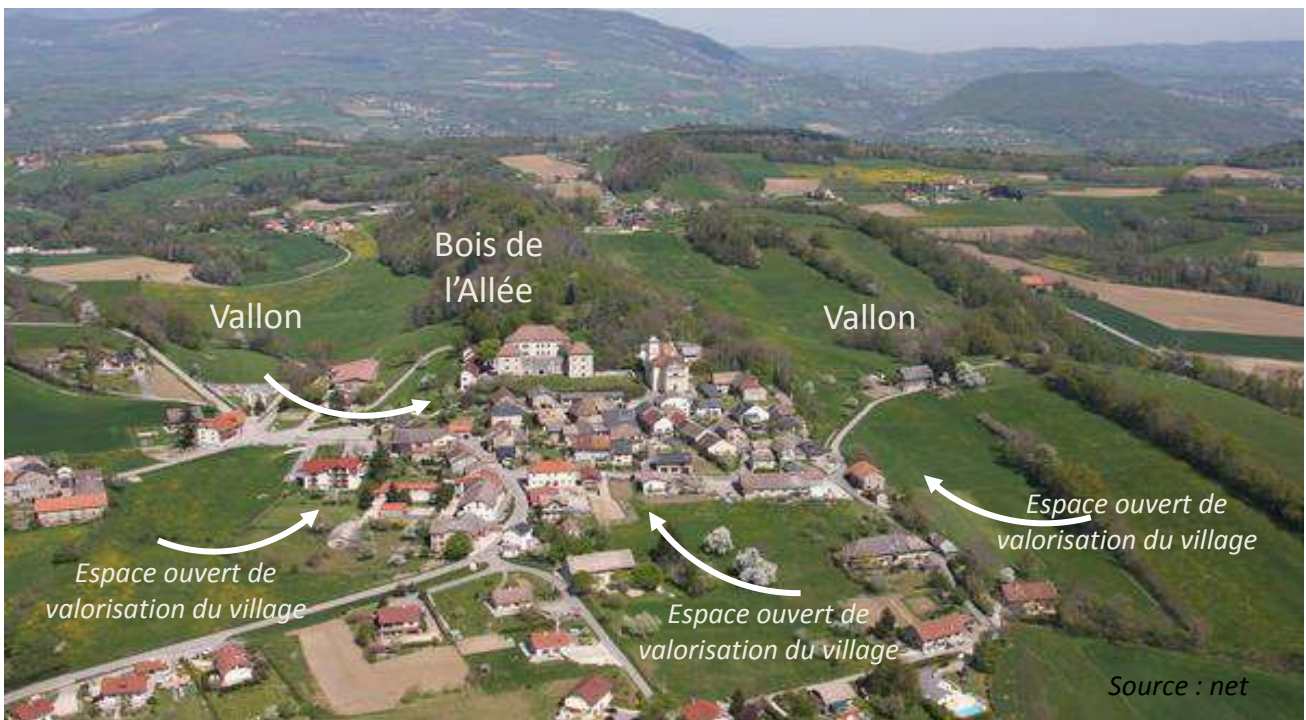 Bois de
l'Allée
Vallon
Vallon
Espace ouvert de
valorisation du village
Espace ouvert de
valorisation du village
Espace ouvert de
valorisation du village
Source : net